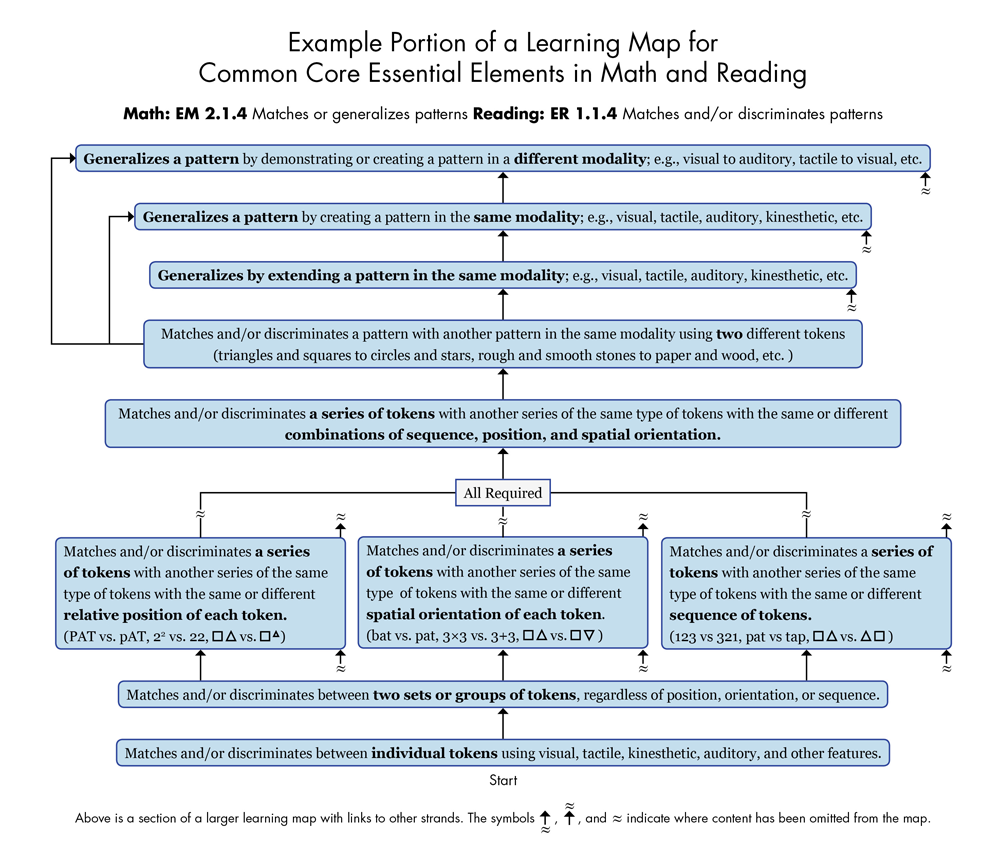 Example Portion of a Learning Map for
Common Core Essential Elements in Math and Reading
Math: EM 2.1.4 Matches or generalizes patterns Reading: ER 1.1.4 Matches and/or discriminates patterns
Generalizes a pattern by demonstrating or creating a pattern in a different modality; e.g., visual to auditory, tactile to visual, etc.
≈
Generalizes a pattern by creating a pattern in the same modality; e.g., visual, tactile, auditory, kinesthetic, etc.
≈
Generalizes by extending a pattern in the same modality; e.g., visual, tactile, auditory, kinesthetic, etc.
≈
Matches and/or discriminates a pattern with another pattern in the same modality using two different tokens
(triangles and squares to circles and stars, rough and smooth stones to paper and wood, etc. )
Matches and/or discriminates a series of tokens with another series of the same type of tokens with the same or different
combinations of sequence, position, and spatial orientation.
All Required
≈ ≈ ≈ ≈ ≈ ≈
Matches and/or discriminates a series
of tokens with another series of the same
type of tokens with the same or different
relative position of each token.
(PAT vs. pAT, 2² vs. 22, □△ vs. □▵)
Matches and/or discriminates a series
of tokens with another series of the same
type of tokens with the same or different
spatial orientation of each token.
(bat vs. pat, 3×3 vs. 3+3, □△ vs. □▽ )
Matches and/or discriminates a series of
tokens with another series of the same
type of tokens with the same or different
sequence of tokens.
(123 vs 321, pat vs tap, □△ vs. △□ )
≈ ≈ ≈
Matches and/or discriminates between two sets or groups of tokens, regardless of position, orientation, or sequence.
Matches and/or discriminates between individual tokens using visual, tactile, kinesthetic, auditory, and other features.
Start
Above is a section of a larger learning map with links to other strands. The symbols ↑≈, ≈↑, and ≈ indicate where content has been omitted from the map.